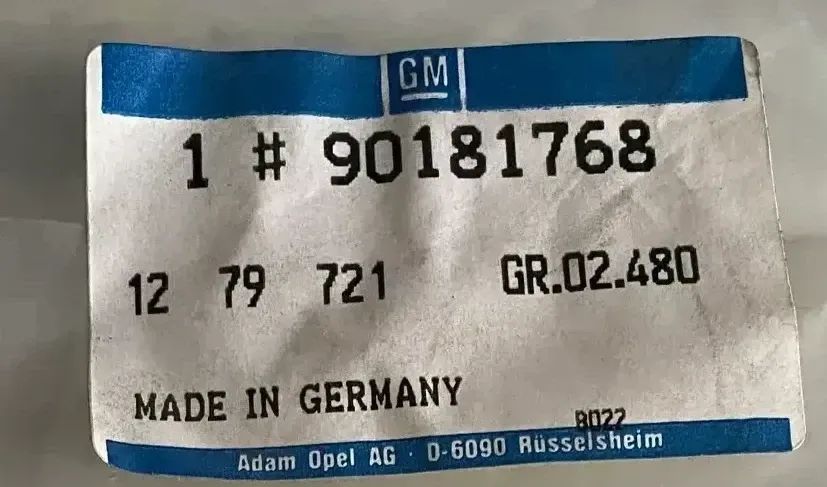 GM
1 # 90181768
12 79 721 GR.02.480
MADE IN GERMANY
8022
Adam Opel AG · D-6090 Rüsselsheim